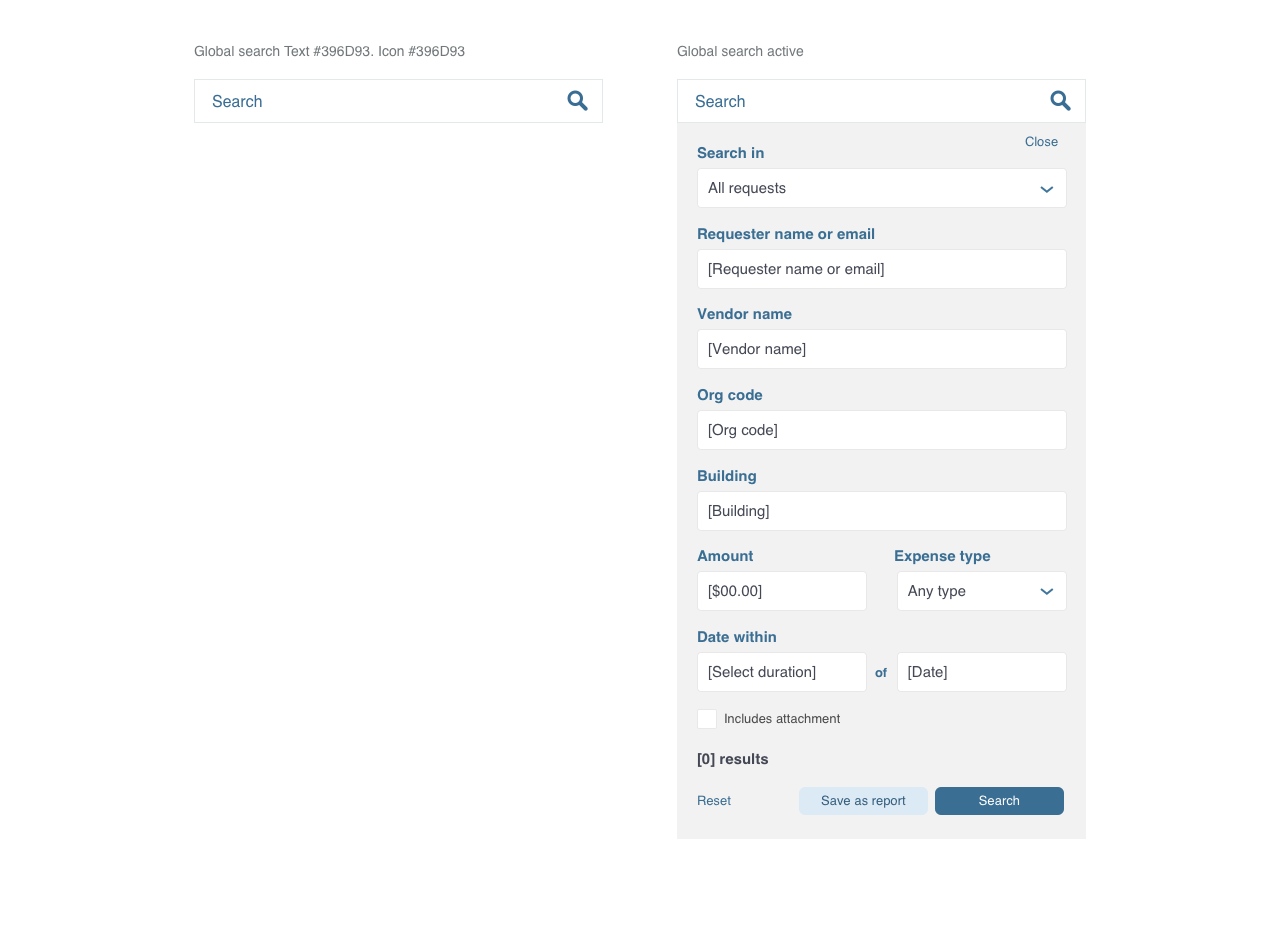 Global search Text #396D93. Icon #396D93
Search
Global search active
Search
Close
Search in
All requests
Requester name or email
[Requester name or email]
Vendor name
[Vendor name]
Org code
[Org code]
Building
[Building]
Amount Expense type
[$00.00] Any type
Date within
[Select duration] of [Date]
Includes attachment
[0] results
Reset Save as report Search